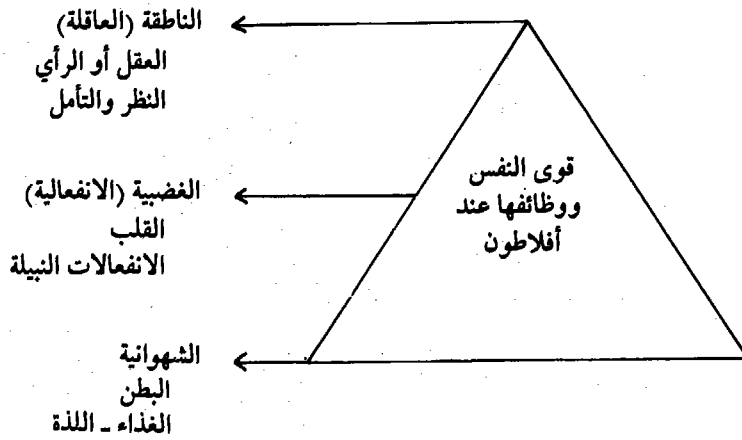 الناطقة (العاقلة)
العقل أو الرأي
النظر والتأمل
قوى النفس
ووظائفها عند
أفلاطون
الغضبية (الانفعالية)
القلب
الانفعالات النبيلة
الشهوانية
البطن
الغذاء - اللذة